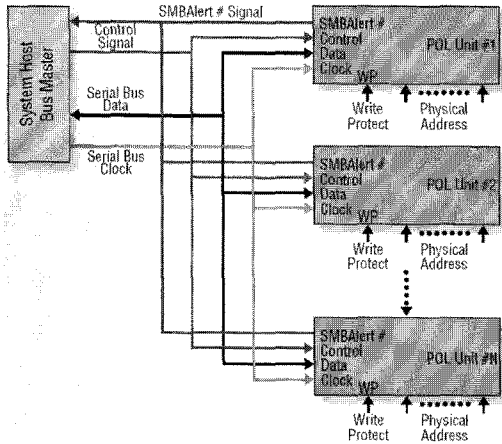 SMBAlert # Signal
Control
Signal
System Host
Bus Master
Serial Bus
Data
Serial Bus
Clock
SMBAlert #
Control
Data
Clock
WP
POL Unit #1
Write
Protect
Physical
Address
SMBAlert #
Control
Data
Clock
WP
POL Unit #2
Write
Protect
Physical
Address
SMBAlert #
Control
Data
Clock
WP
POL Unit #N
Write
Protect
Physical
Address